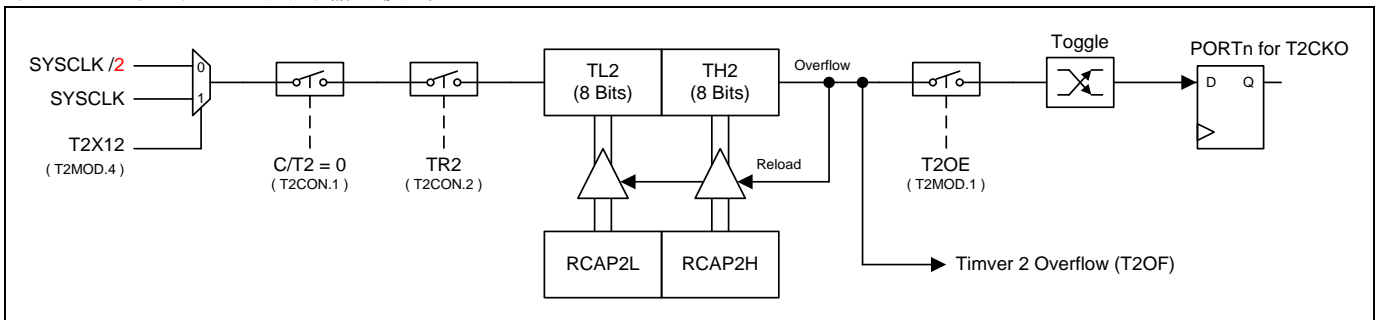 SYSCLK /2
SYSCLK
T2X12
( T2MOD.4 )
0
1
C/T2 = 0
( T2CON.1 )
TR2
( T2CON.2 )
TL2
(8 Bits)
TH2
(8 Bits)
Overflow
Reload
RCAP2L
RCAP2H
T2OE
( T2MOD.1 )
Toggle
PORTn for T2CKO
D
Q
Timver 2 Overflow (T2OF)